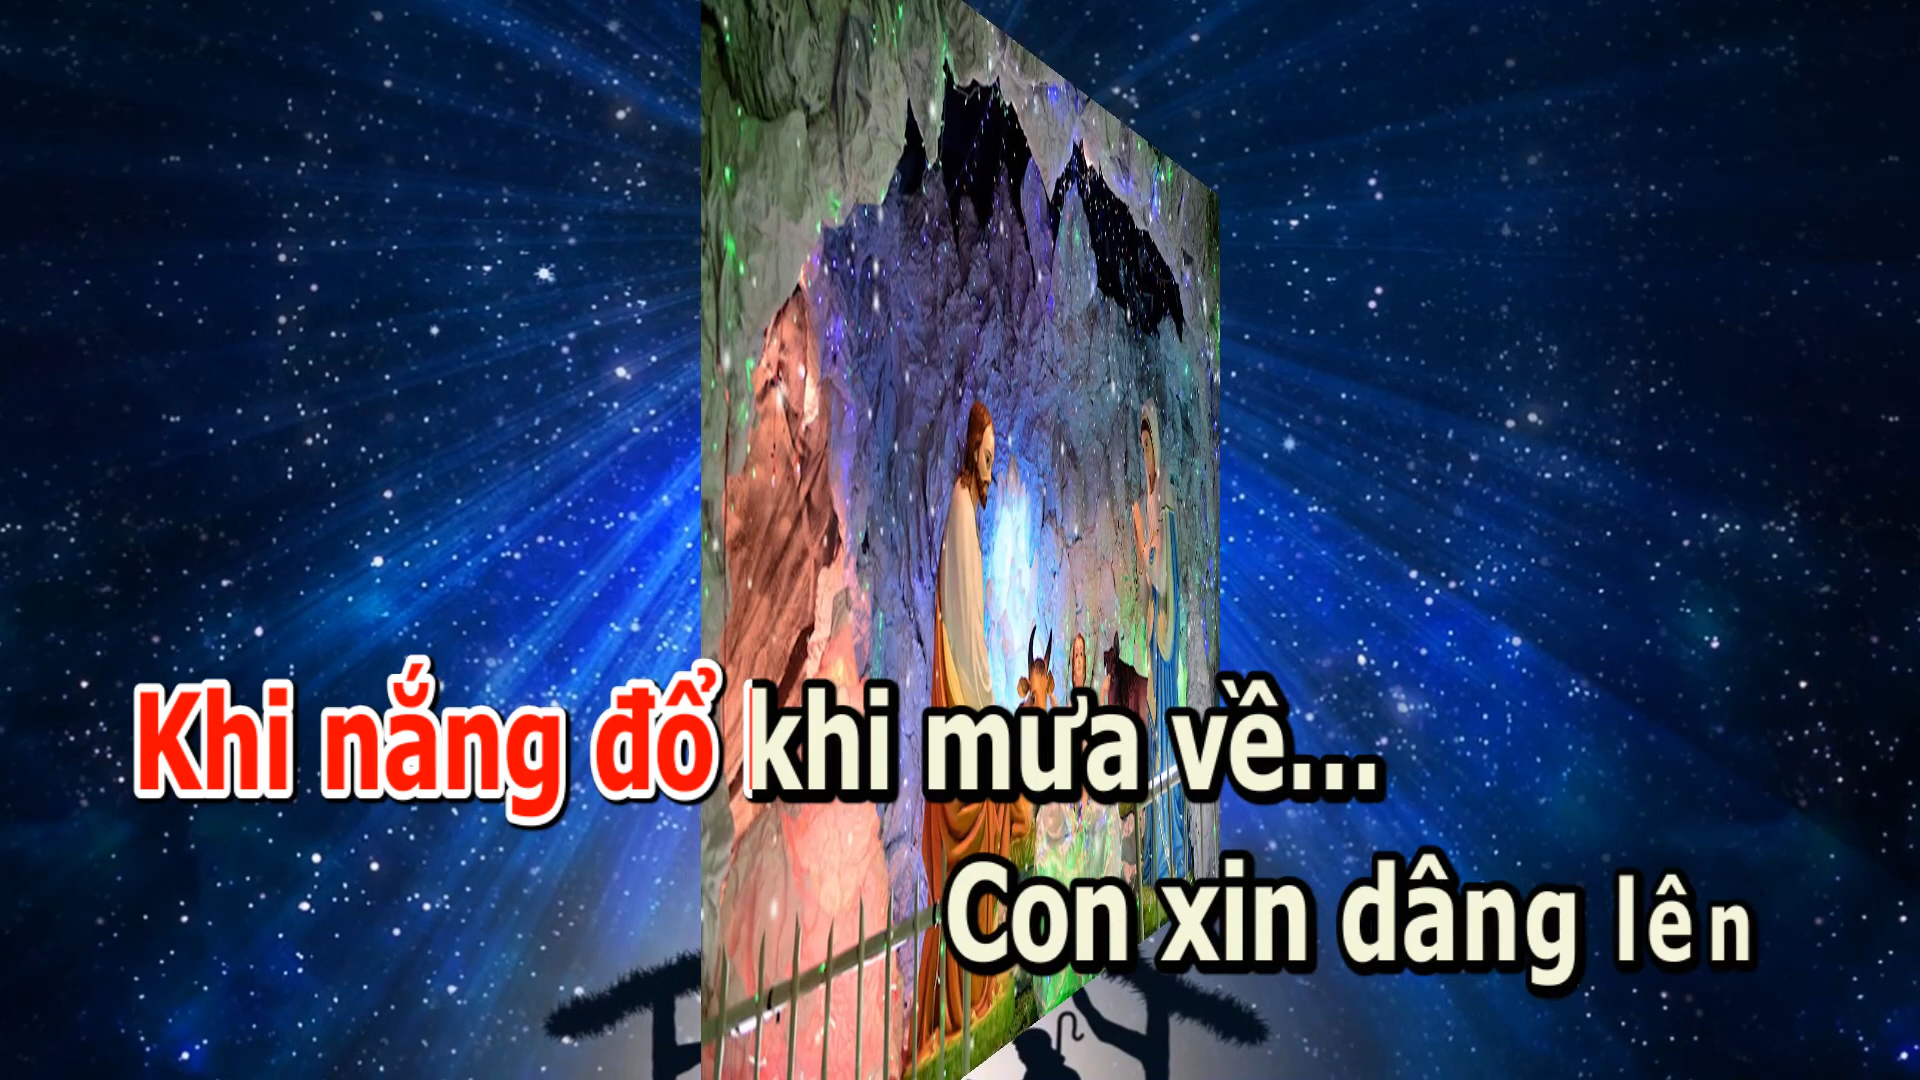 Khi nắng đổ khi mưa về...
Con xin dâng lên